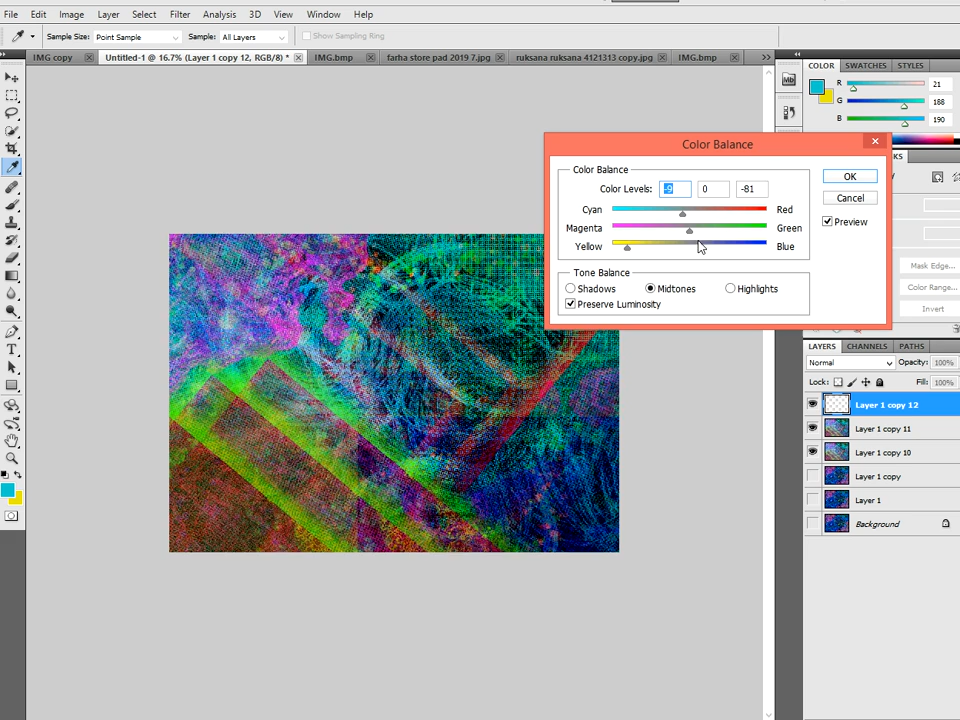 File Edit Image Layer Select Filter Analysis 3D View Window Help
Sample Size: Point Sample Sample: All Layers Show Sampling Ring
IMG copy Untitled-1 @ 16.7% (Layer 1 copy 12, RGB/8) * IMG.bmp farha store pad 2019 7.jpg ruksana ruksana 4121313 copy.jpg IMG.bmp
COLOR SWATCHES STYLES
R 21
G 188
B 190
Mb
Color Balance
Color Balance
Color Levels: -9 0 -81
Cyan Red
Magenta Green
Yellow Blue
Tone Balance
Shadows Midtones Highlights
Preserve Luminosity
OK
Cancel
Preview
KS
Mask Edge...
Color Range...
Invert
LAYERS CHANNELS PATHS
Normal Opacity: 100%
Lock: Fill: 100%
Layer 1 copy 12
Layer 1 copy 11
Layer 1 copy 10
Layer 1 copy
Layer 1
Background